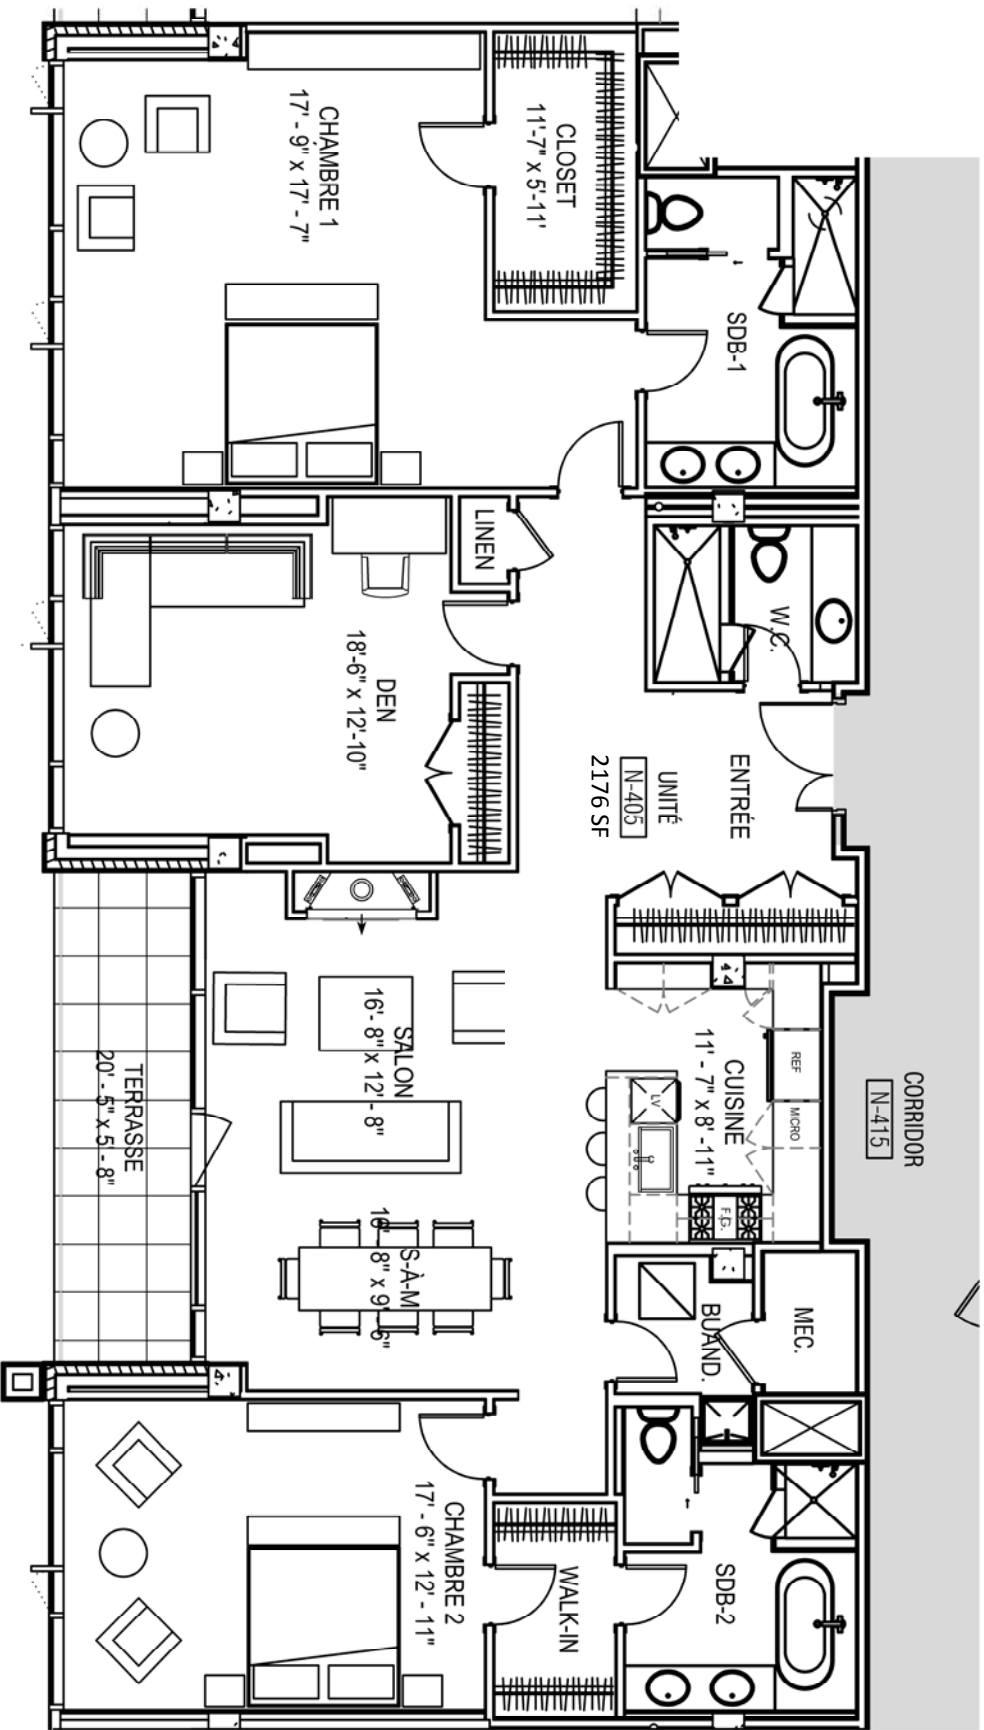 CHAMBRE 1
17' - 9" x 17' - 7"
CLOSET
11'-7" x 5'-11'
SDB-1
LINEN
DEN
18'-6" x 12'-10"
W.C.
ENTRÉE
UNITÉ
N-405
2176 SF
CORRIDOR
N-415
CUISINE
11' - 7" x 8' -11"
REF
MICRO
LV
F.G.
SALON
16'- 8" x 12' - 8"
TERRASSE
20' - 5" x 5' - 8"
S-À-M
16' - 8" x 9' - 6"
BUAND.
MEC.
CHAMBRE 2
17' - 6" x 12' - 11"
WALK-IN
SDB-2